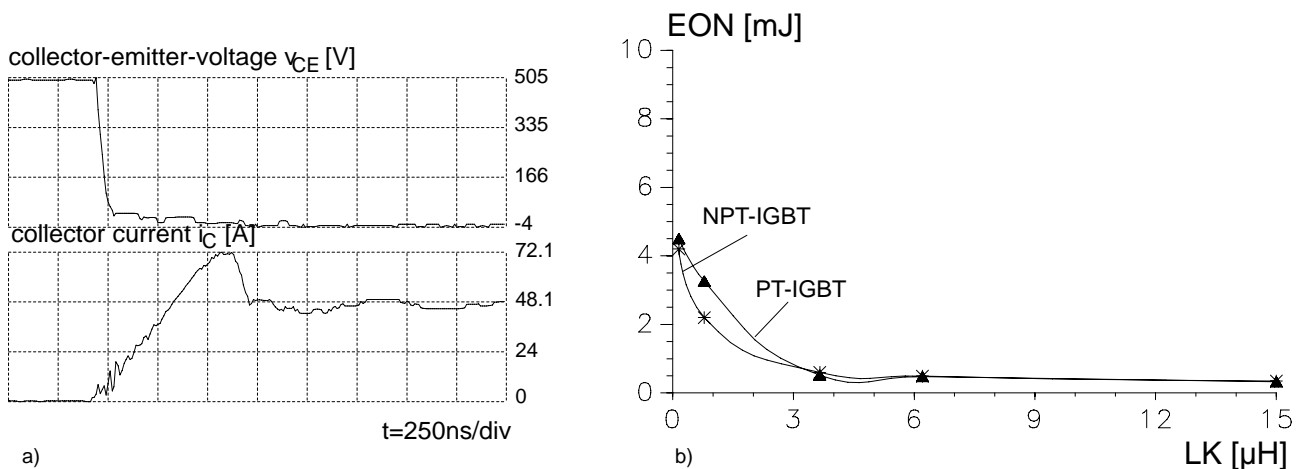 collector-emitter-voltage vCE [V]
505
335
166
-4
collector current iC [A]
72.1
48.1
24
0
t=250ns/div
a)
EON [mJ]
10
8
6
4
2
0
NPT-IGBT
PT-IGBT
0 3 6 9 12 15
LK [µH]
b)